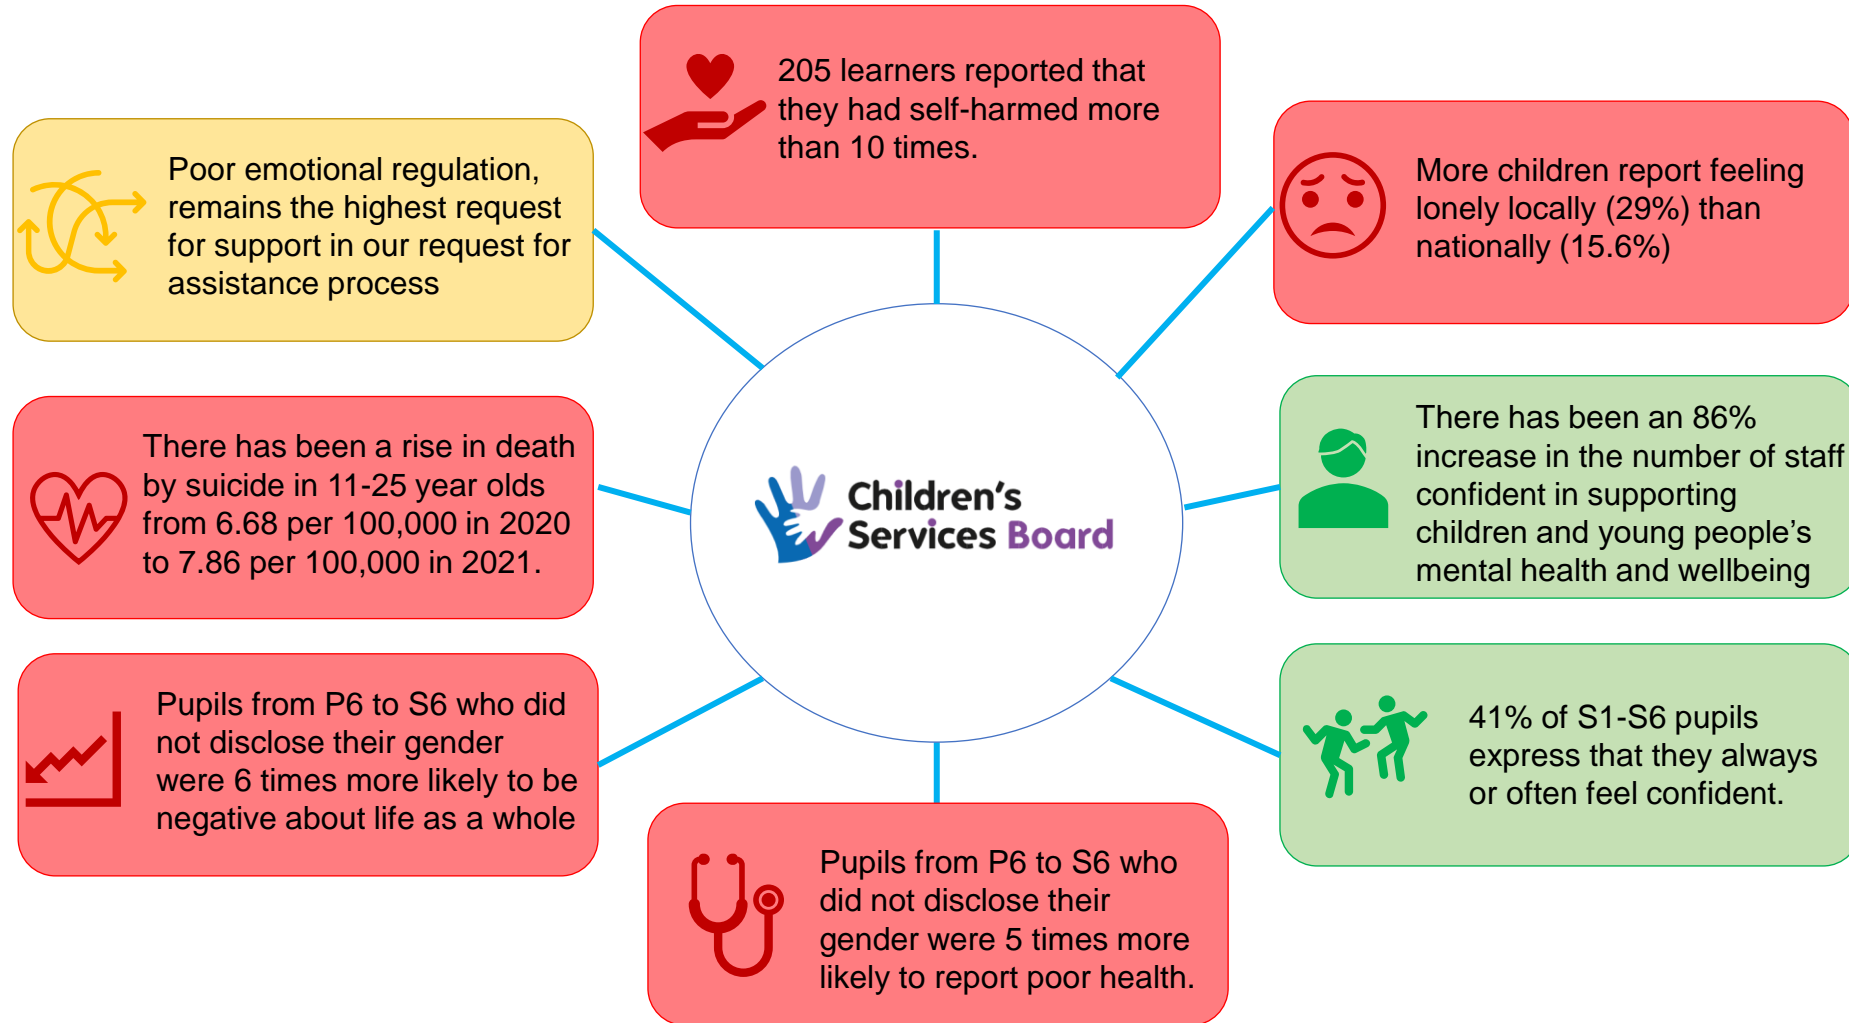 205 learners reported that
they had self-harmed more
than 10 times.
Poor emotional regulation,
remains the highest request
for support in our request for
assistance process
More children report feeling
lonely locally (29%) than
nationally (15.6%)
There has been a rise in death
by suicide in 11-25 year olds
from 6.68 per 100,000 in 2020
to 7.86 per 100,000 in 2021.
Children's
Services Board
There has been an 86%
increase in the number of staff
confident in supporting
children and young people’s
mental health and wellbeing
Pupils from P6 to S6 who did
not disclose their gender
were 6 times more likely to be
negative about life as a whole
41% of S1-S6 pupils
express that they always
or often feel confident.
Pupils from P6 to S6 who
did not disclose their
gender were 5 times more
likely to report poor health.